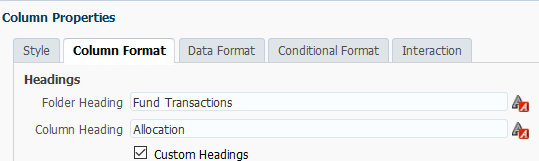 Column Properties
Style Column Format Data Format Conditional Format Interaction
Headings
Folder Heading Fund Transactions
Column Heading Allocation
Custom Headings